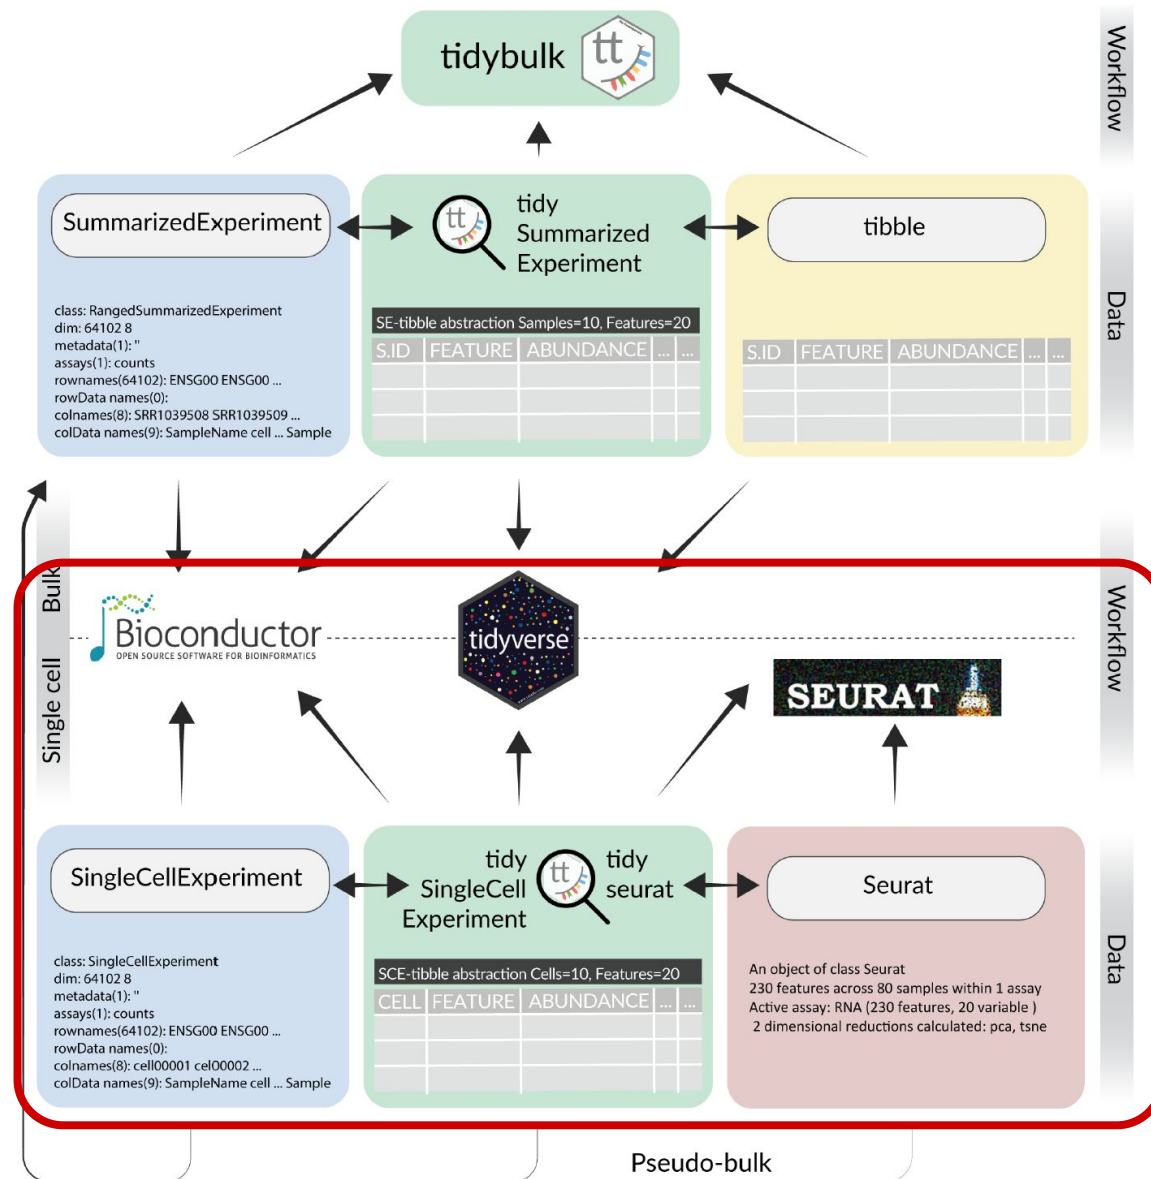 tidybulk
tt
Workflow
SummarizedExperiment
class: RangedSummarizedExperiment
dim: 64102 8
metadata(1): ''
assays(1): counts
rownames(64102): ENSG00 ENSG00 ...
rowData names(0):
colnames(8): SRR1039508 SRR1039509 ...
colData names(9): SampleName cell ... Sample
tt
tidy
Summarized
Experiment
SE-tibble abstraction Samples=10, Features=20
S.ID FEATURE ABUNDANCE ... ...
tibble
S.ID FEATURE ABUNDANCE ... ...
Data
Bulk
Single cell
Bioconductor
OPEN SOURCE SOFTWARE FOR BIOINFORMATICS
tidyverse
SEURAT
Workflow
SingleCellExperiment
class: SingleCellExperiment
dim: 64102 8
metadata(1): ''
assays(1): counts
rownames(64102): ENSG00 ENSG00 ...
rowData names(0):
colnames(8): cell00001 cel00002 ...
colData names(9): SampleName cell ... Sample
tidy
SingleCell
Experiment
tt
tidy
seurat
SCE-tibble abstraction Cells=10, Features=20
CELL FEATURE ABUNDANCE ... ...
Seurat
An object of class Seurat
230 features across 80 samples within 1 assay
Active assay: RNA (230 features, 20 variable )
2 dimensional reductions calculated: pca, tsne
Data
Pseudo-bulk